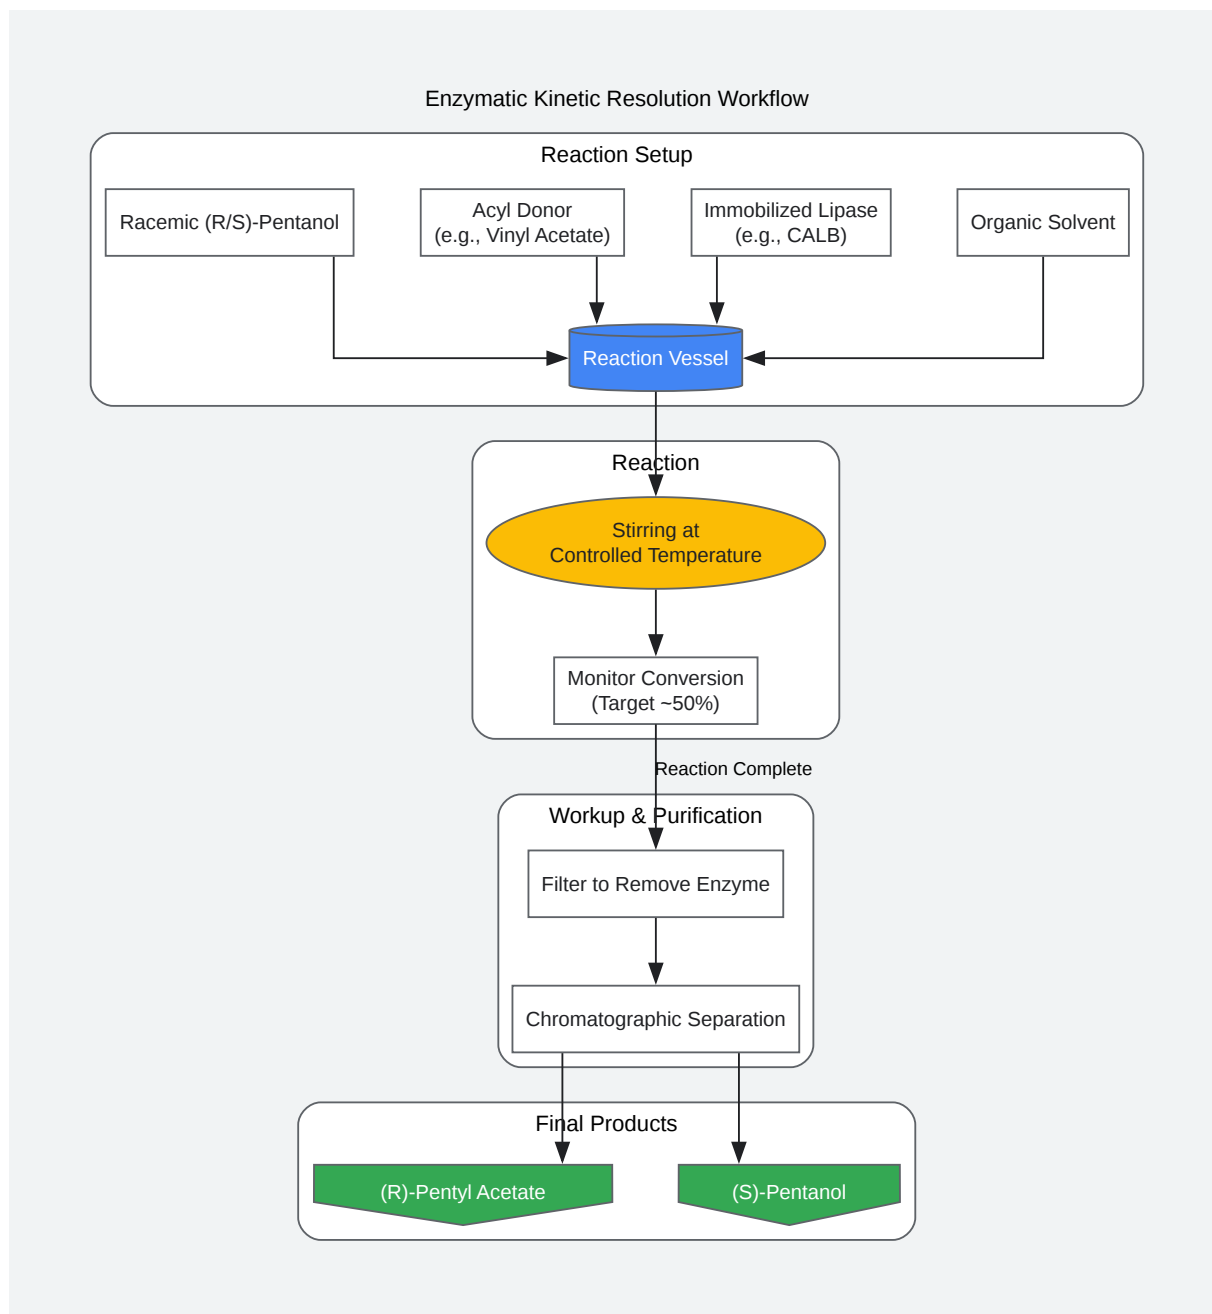 Enzymatic Kinetic Resolution Workflow
Reaction Setup
Racemic (R/S)-Pentanol
Acyl Donor
(e.g., Vinyl Acetate)
Immobilized Lipase
(e.g., CALB)
Organic Solvent
Reaction Vessel
Reaction
Stirring at
Controlled Temperature
Monitor Conversion
(Target ~50%)
Reaction Complete
Workup & Purification
Filter to Remove Enzyme
Chromatographic Separation
Final Products
(R)-Pentyl Acetate
(S)-Pentanol